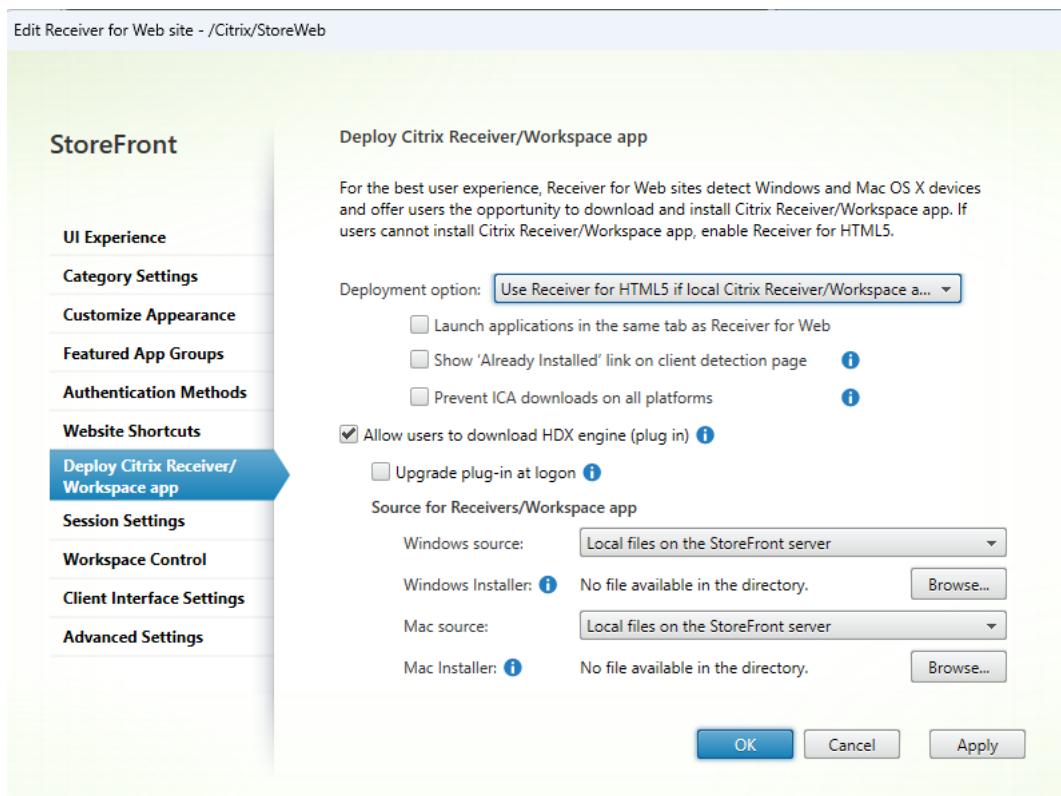 Edit Receiver for Web site - /Citrix/StoreWeb
StoreFront
UI Experience
Category Settings
Customize Appearance
Featured App Groups
Authentication Methods
Website Shortcuts
Deploy Citrix Receiver/
Workspace app
Session Settings
Workspace Control
Client Interface Settings
Advanced Settings
Deploy Citrix Receiver/Workspace app
For the best user experience, Receiver for Web sites detect Windows and Mac OS X devices
and offer users the opportunity to download and install Citrix Receiver/Workspace app. If
users cannot install Citrix Receiver/Workspace app, enable Receiver for HTML5.
Deployment option: Use Receiver for HTML5 if local Citrix Receiver/Workspace a...
Launch applications in the same tab as Receiver for Web
Show 'Already Installed' link on client detection page
Prevent ICA downloads on all platforms
Allow users to download HDX engine (plug in)
Upgrade plug-in at logon
Source for Receivers/Workspace app
Windows source: Local files on the StoreFront server
Windows Installer: No file available in the directory. Browse...
Mac source: Local files on the StoreFront server
Mac Installer: No file available in the directory. Browse...
OK Cancel Apply